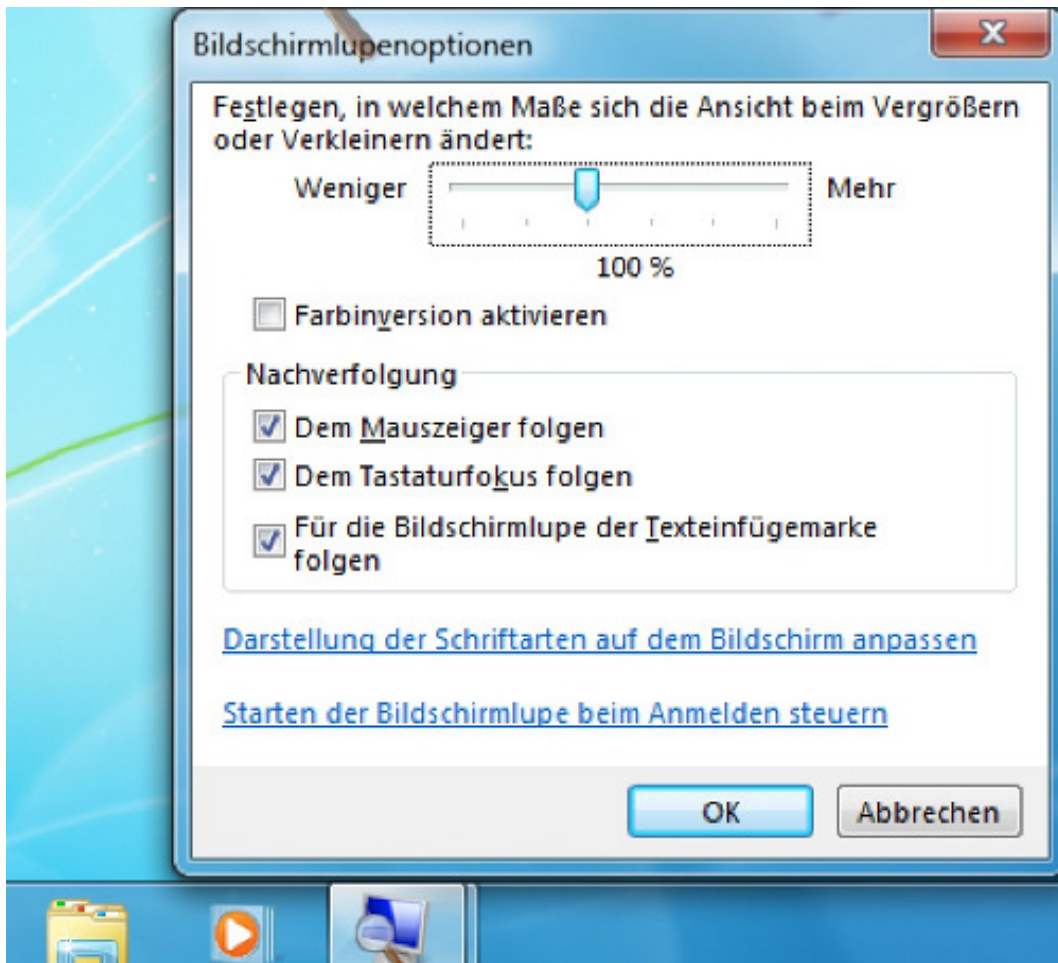 Bildschirmlupenoptionen
Festlegen, in welchem Maße sich die Ansicht beim Vergrößern
oder Verkleinern ändert:
Weniger Mehr
100 %
Farbinversion aktivieren
Nachverfolgung
Dem Mauszeiger folgen
Dem Tastaturfokus folgen
Für die Bildschirmlupe der Texteinfügemarke
folgen
Darstellung der Schriftarten auf dem Bildschirm anpassen
Starten der Bildschirmlupe beim Anmelden steuern
OK Abbrechen